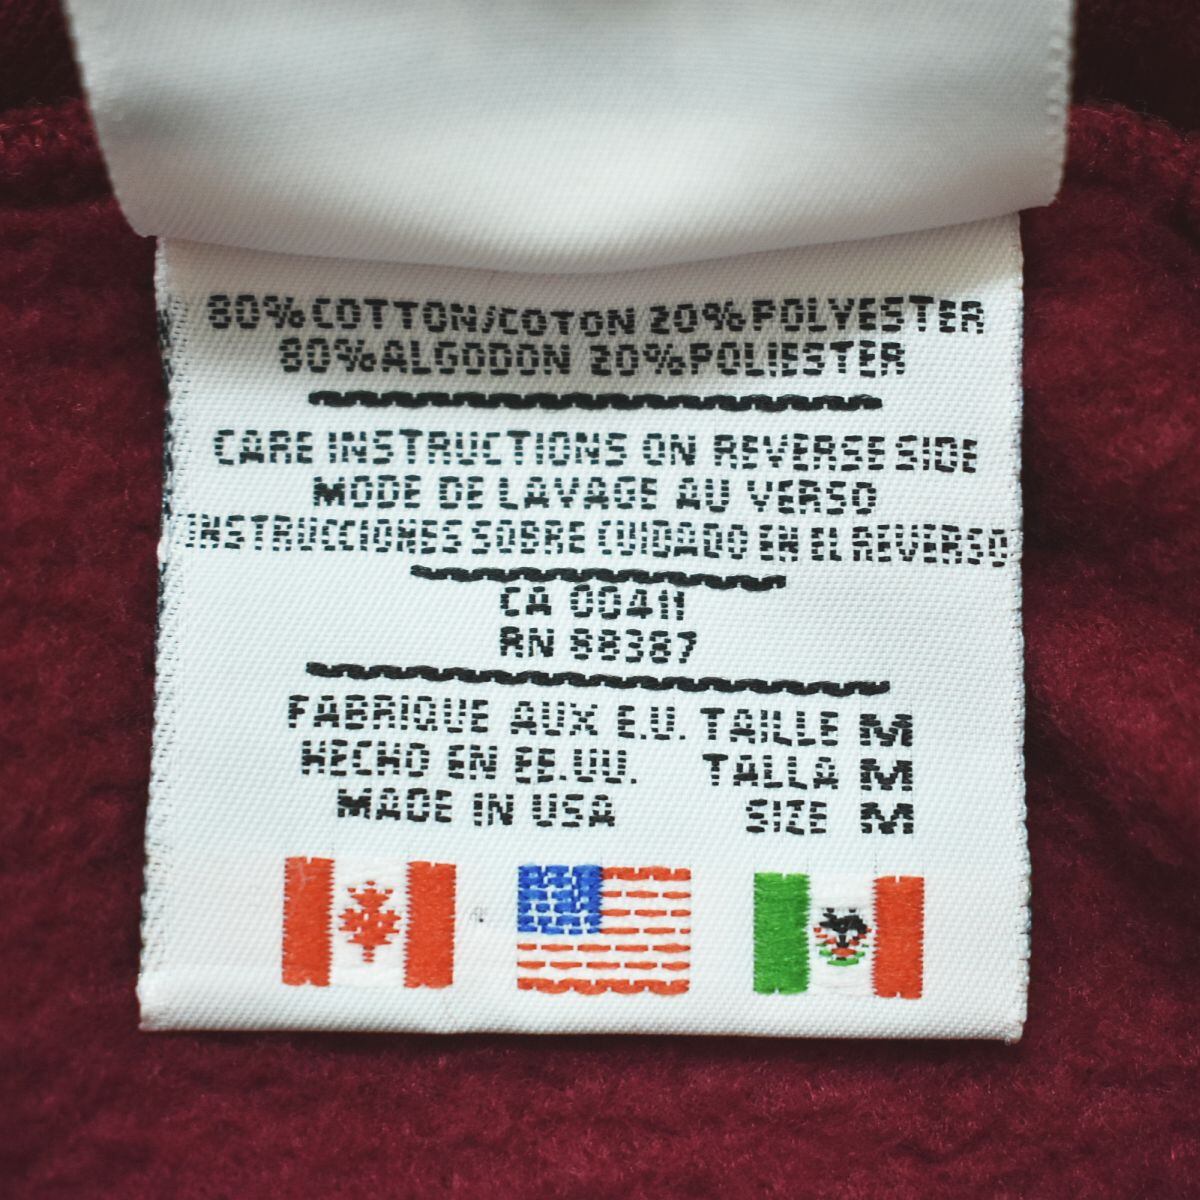 80% COTTON/COTON 20% POLYESTER
80% ALGODON 20% POLIESTER
CARE INSTRUCTIONS ON REVERSE SIDE
MODE DE LAVAGE AU VERSO
INSTRUCCIONES SOBRE CUIDADO EN EL REVERSO
CA 00411
RN 88387
FABRIQUE AUX E.U. TAILLE M
HECHO EN EE.UU. TALLA M
MADE IN USA SIZE M